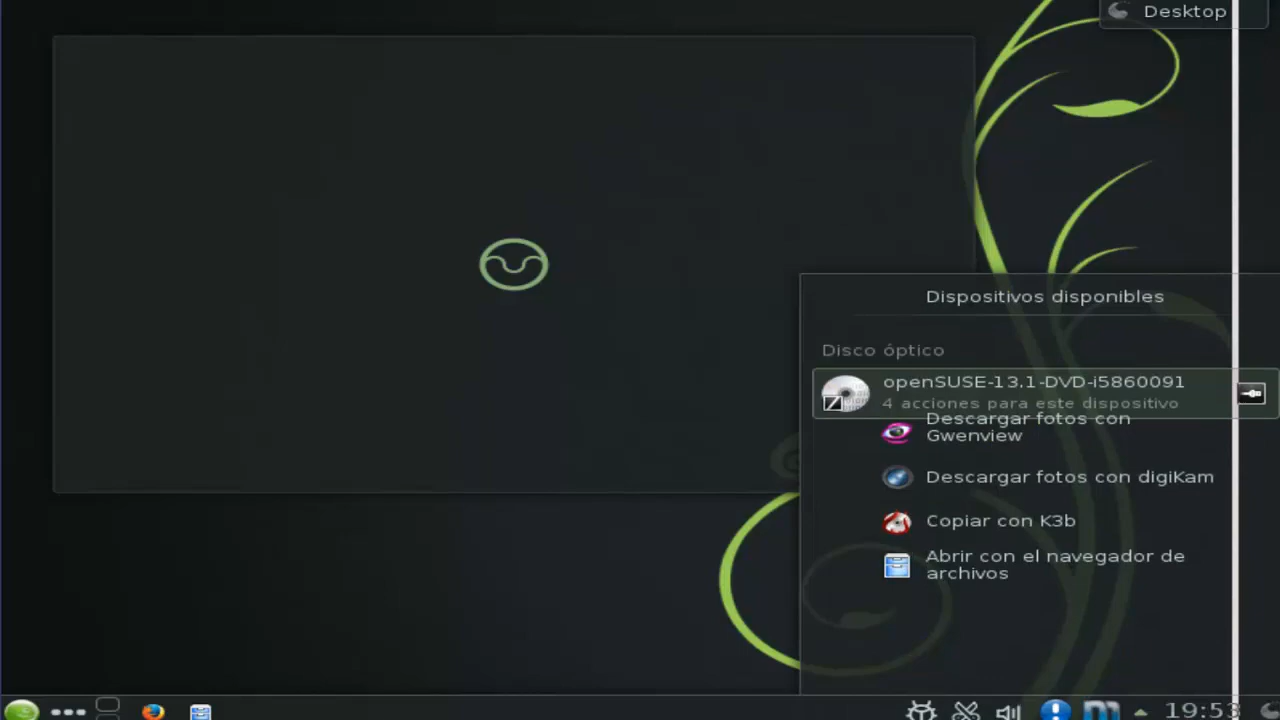 Desktop
Dispositivos disponibles
Disco óptico
openSUSE-13.1-DVD-i5860091
4 acciones para este dispositivo
Descargar fotos con
Gwenview
Descargar fotos con digiKam
Copiar con K3b
Abrir con el navegador de
archivos
19:53